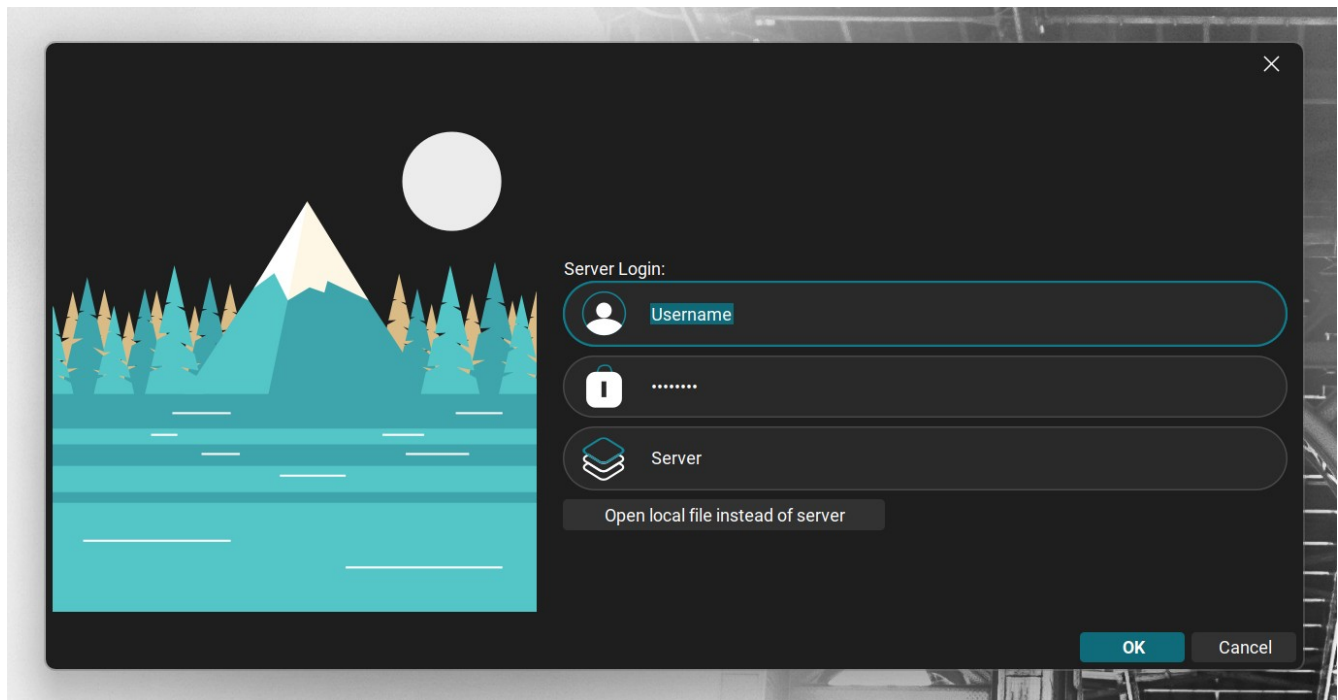 Server Login:
Username
••••••••
Server
Open local file instead of server
OK
Cancel